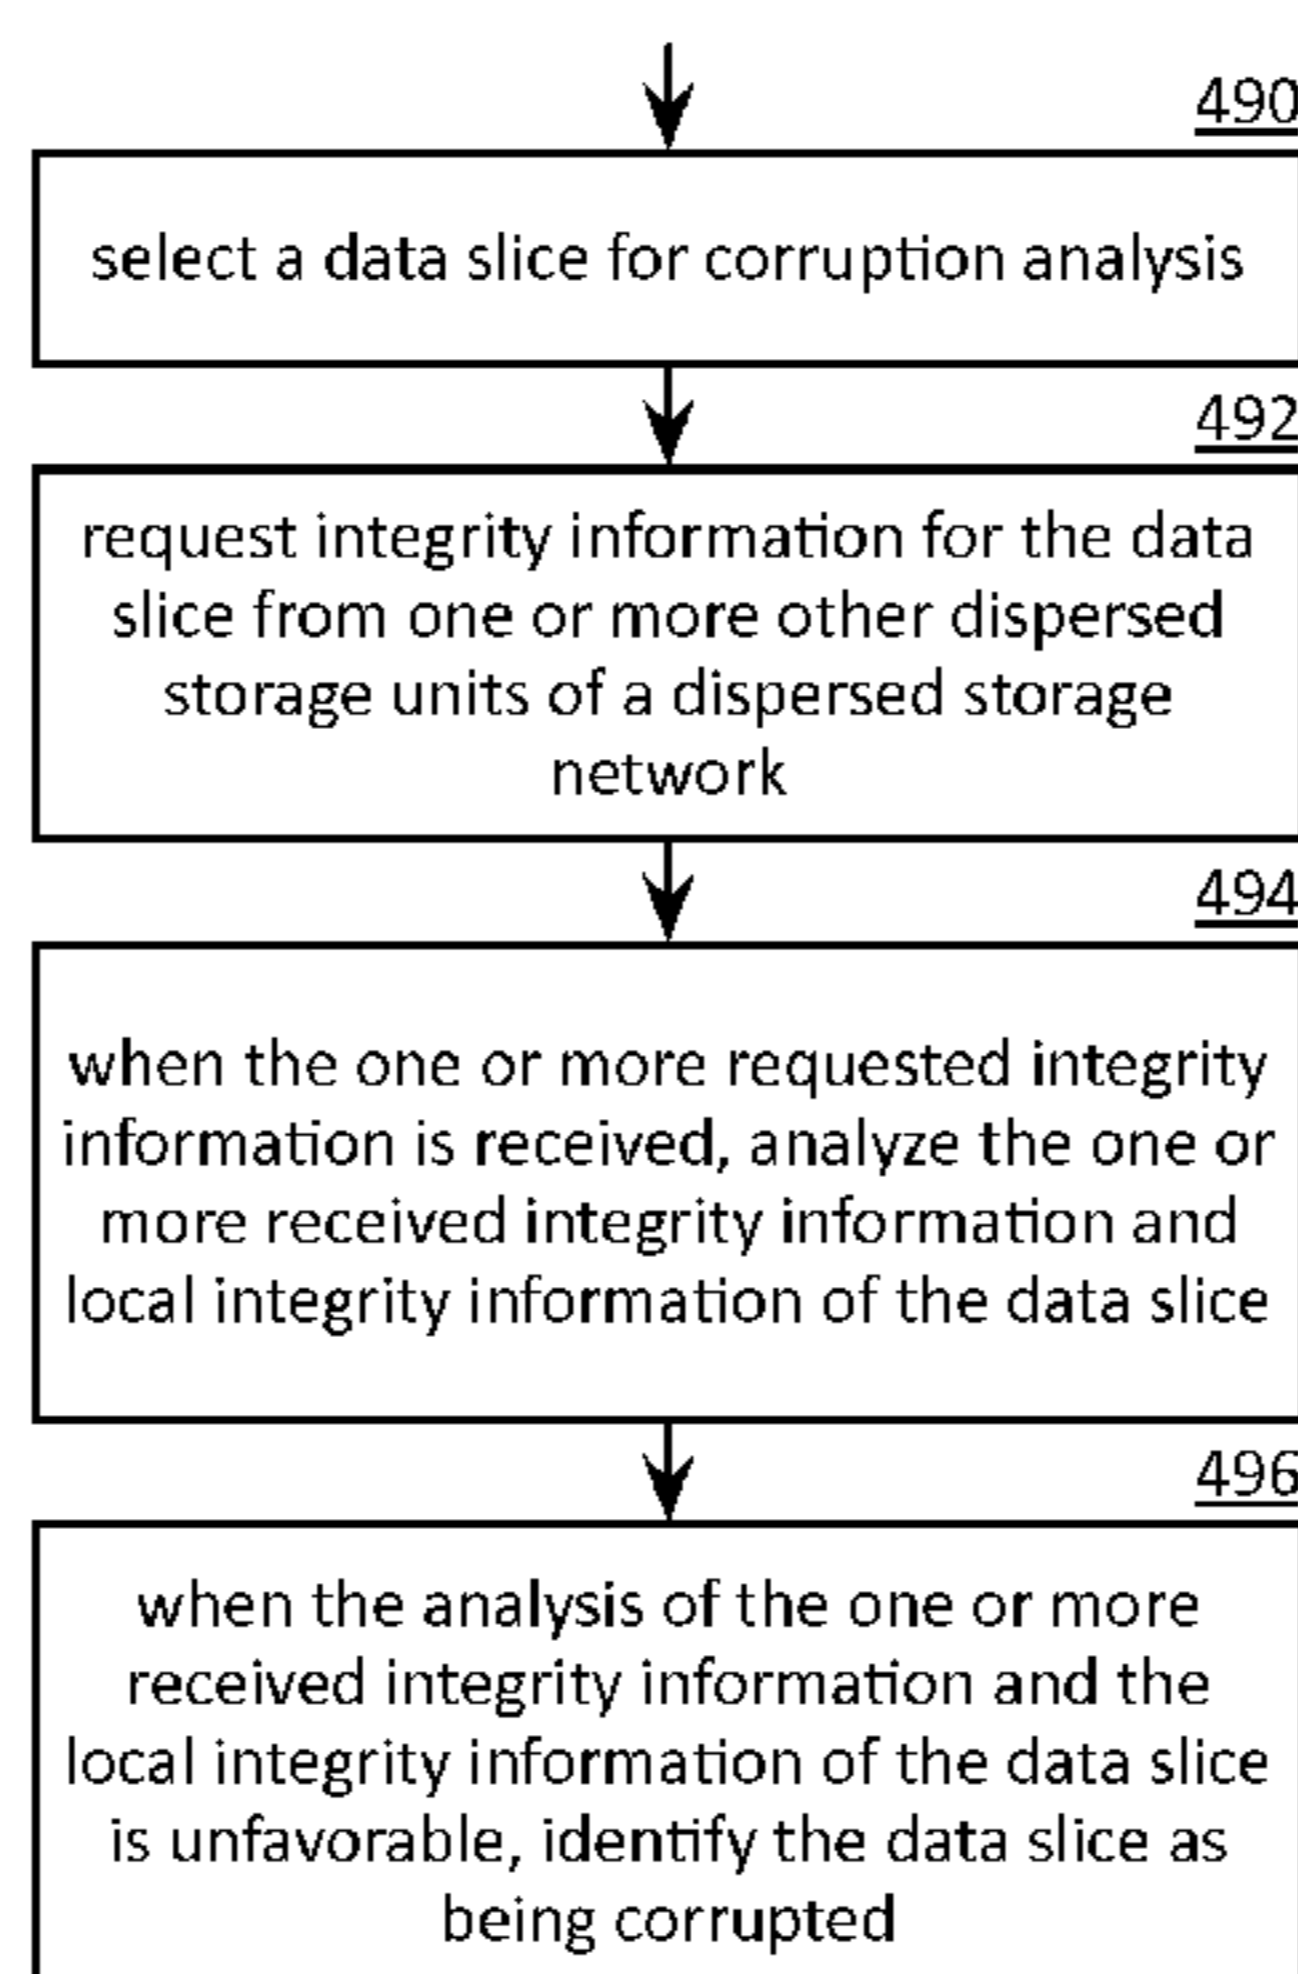 490
select a data slice for corruption analysis
492
request integrity information for the data
slice from one or more other dispersed
storage units of a dispersed storage
network
494
when the one or more requested integrity
information is received, analyze the one or
more received integrity information and
local integrity information of the data slice
496
when the analysis of the one or more
received integrity information and the
local integrity information of the data slice
is unfavorable, identify the data slice as
being corrupted